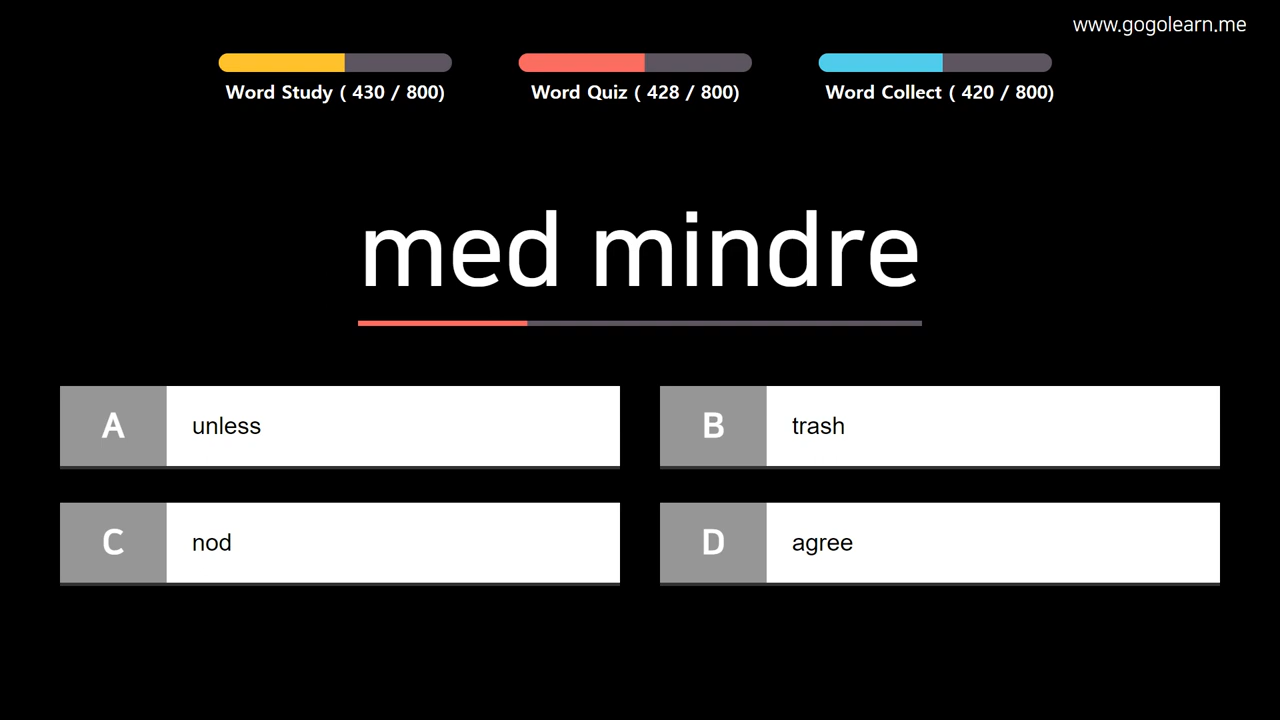 www.gogolearn.me
Word Study ( 430 / 800)
Word Quiz ( 428 / 800)
Word Collect ( 420 / 800)
med mindre
A unless
B trash
C nod
D agree